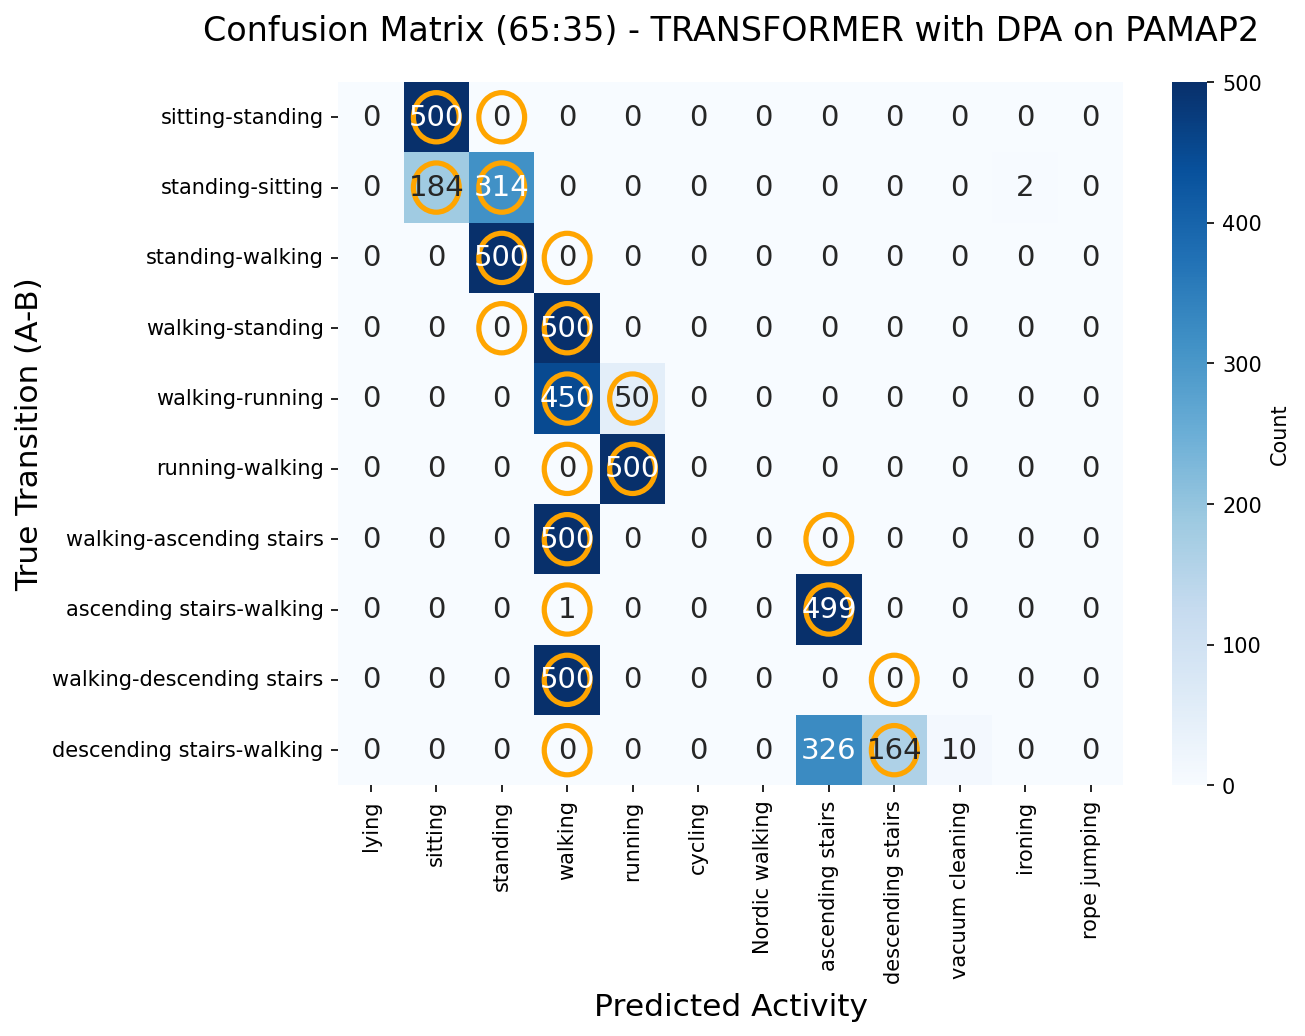 Confusion Matrix (65:35) - TRANSFORMER with DPA on PAMAP2
True Transition (A-B)
sitting-standing 0 500 0 0 0 0 0 0 0 0 0 0
standing-sitting 0 184 314 0 0 0 0 0 0 0 2 0
standing-walking 0 0 500 0 0 0 0 0 0 0 0 0
walking-standing 0 0 0 500 0 0 0 0 0 0 0 0
walking-running 0 0 0 450 50 0 0 0 0 0 0 0
running-walking 0 0 0 0 500 0 0 0 0 0 0 0
walking-ascending stairs 0 0 0 500 0 0 0 0 0 0 0 0
ascending stairs-walking 0 0 0 1 0 0 0 499 0 0 0 0
walking-descending stairs 0 0 0 500 0 0 0 0 0 0 0 0
descending stairs-walking 0 0 0 0 0 0 0 326 164 10 0 0
lying
sitting
standing
walking
running
cycling
Nordic walking
ascending stairs
descending stairs
vacuum cleaning
ironing
rope jumping
Predicted Activity
500
400
300
200
100
0
Count